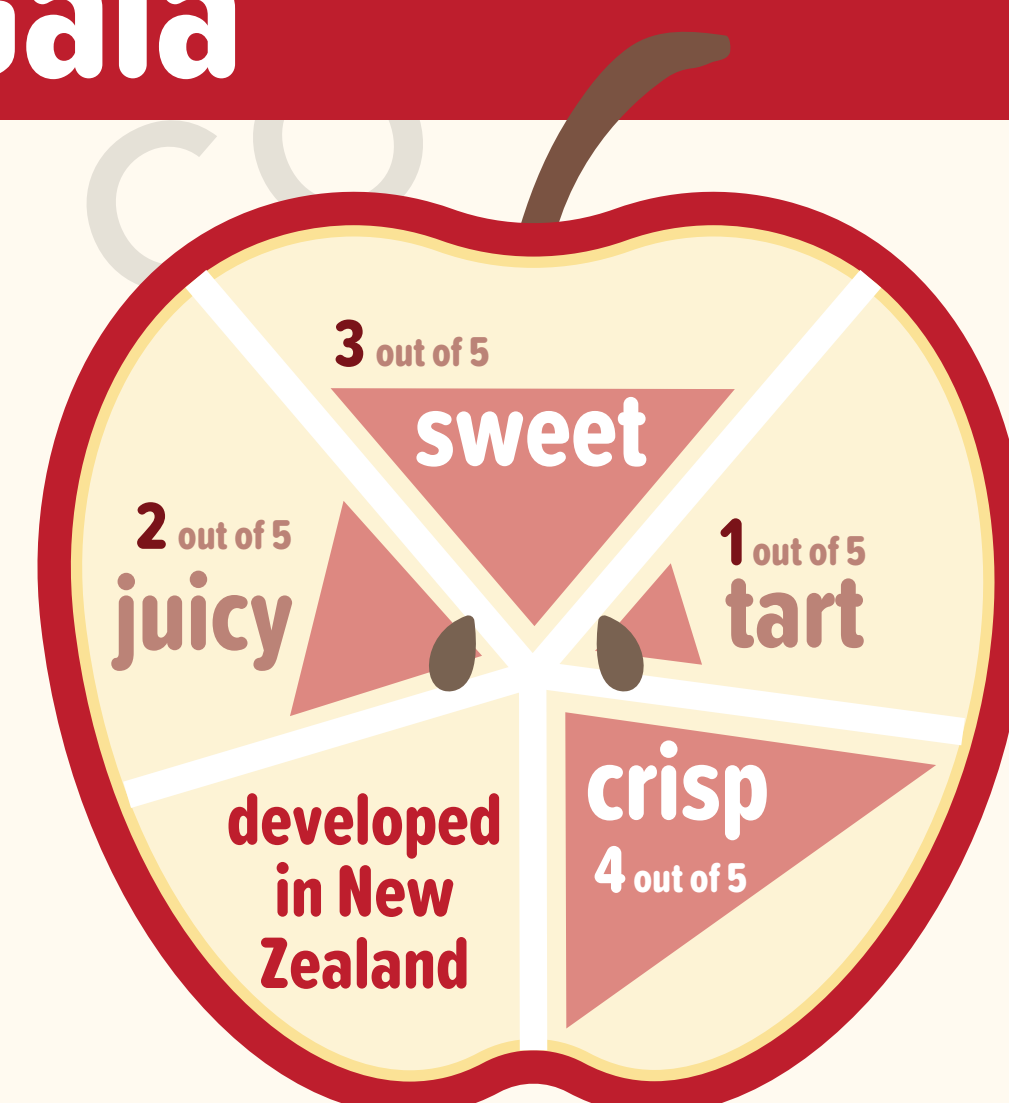 3 out of 5
sweet
2 out of 5
juicy
1 out of 5
tart
crisp
4 out of 5
developed
in New
Zealand